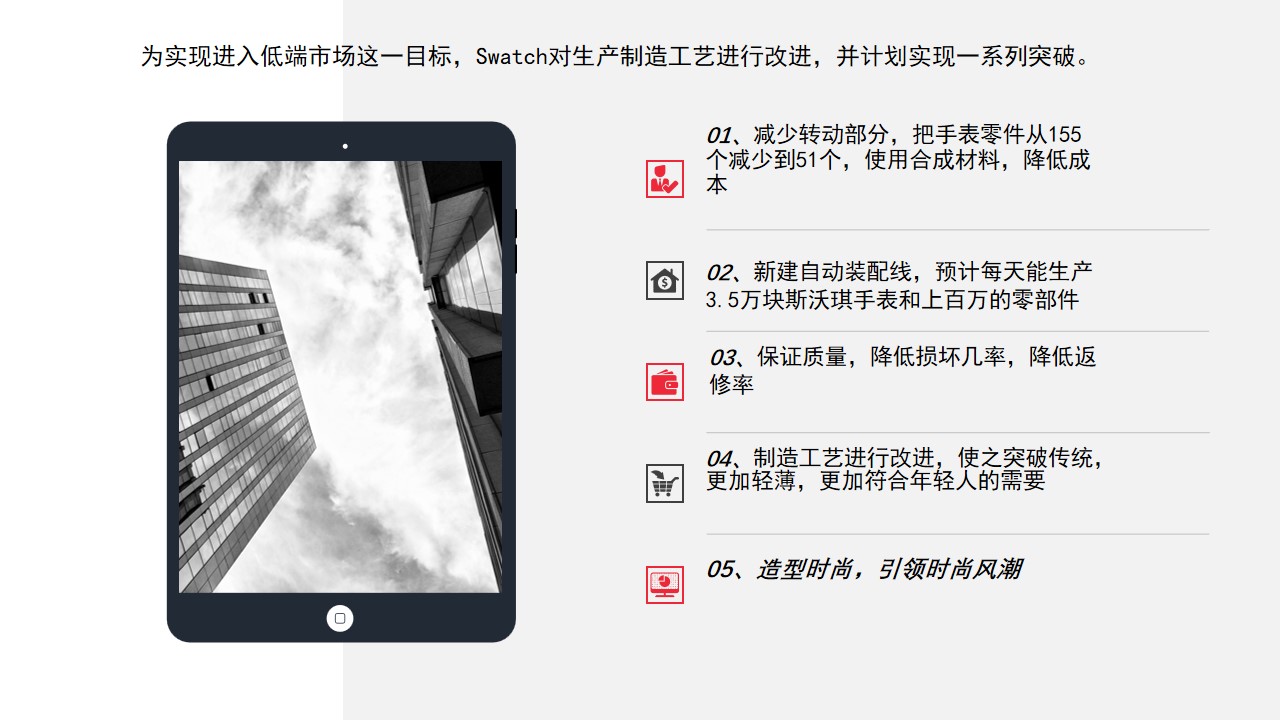 为实现进入低端市场这一目标，Swatch对生产制造工艺进行改进，并计划实现一系列突破。
01、减少转动部分，把手表零件从155
个减少到51个，使用合成材料，降低成
本
02、新建自动装配线，预计每天能生产
3.5万块斯沃琪手表和上百万的零部件
03、保证质量，降低损坏几率，降低返
修率
04、制造工艺进行改进，使之突破传统，
更加轻薄，更加符合年轻人的需要
05、造型时尚，引领时尚风潮